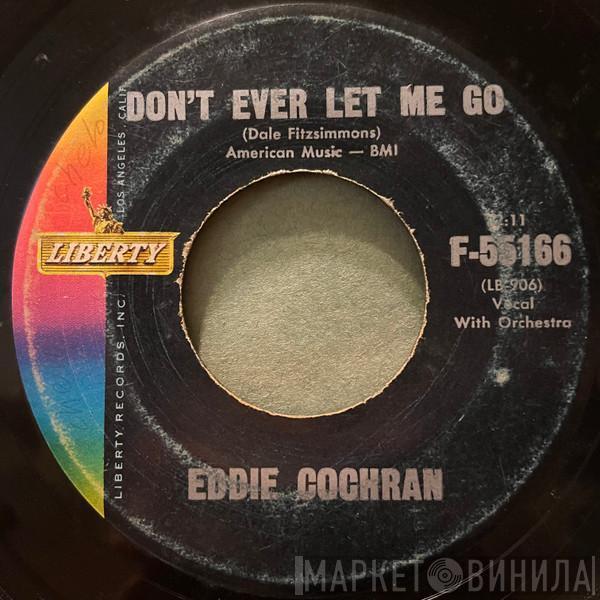 DON'T EVER LET ME GO
(Dale Fitzsimmons)
American Music — BMI
:11
F-55166
(LB-906)
Vocal
With Orchestra
LIBERTY
LIBERTY RECORDS, INC.
LOS ANGELES, CALIF
EDDIE COCHRAN
МАРКЕТ ВИНИЛА